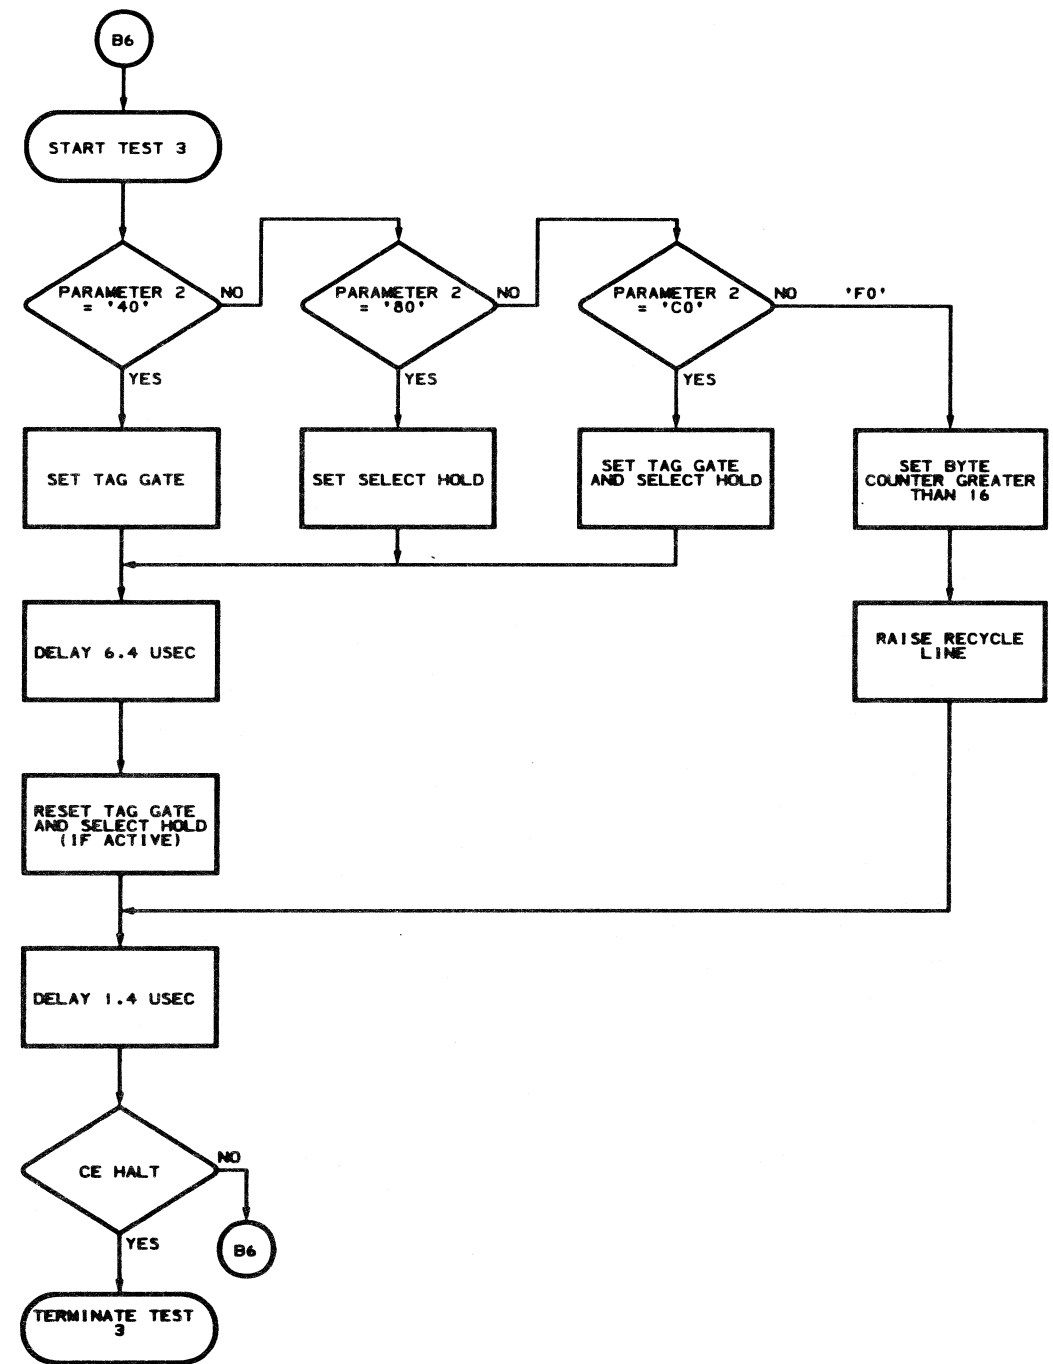 B6
START TEST 3
PARAMETER 2
= '40'
NO
PARAMETER 2
= '80'
NO
PARAMETER 2
= 'C0'
NO
'F0'
YES
YES
YES
SET TAG GATE
SET SELECT HOLD
SET TAG GATE
AND SELECT HOLD
SET BYTE
COUNTER GREATER
THAN 16
DELAY 6.4 USEC
RAISE RECYCLE
LINE
RESET TAG GATE
AND SELECT HOLD
(IF ACTIVE)
DELAY 1.4 USEC
CE HALT
NO
YES
B6
TERMINATE TEST
3